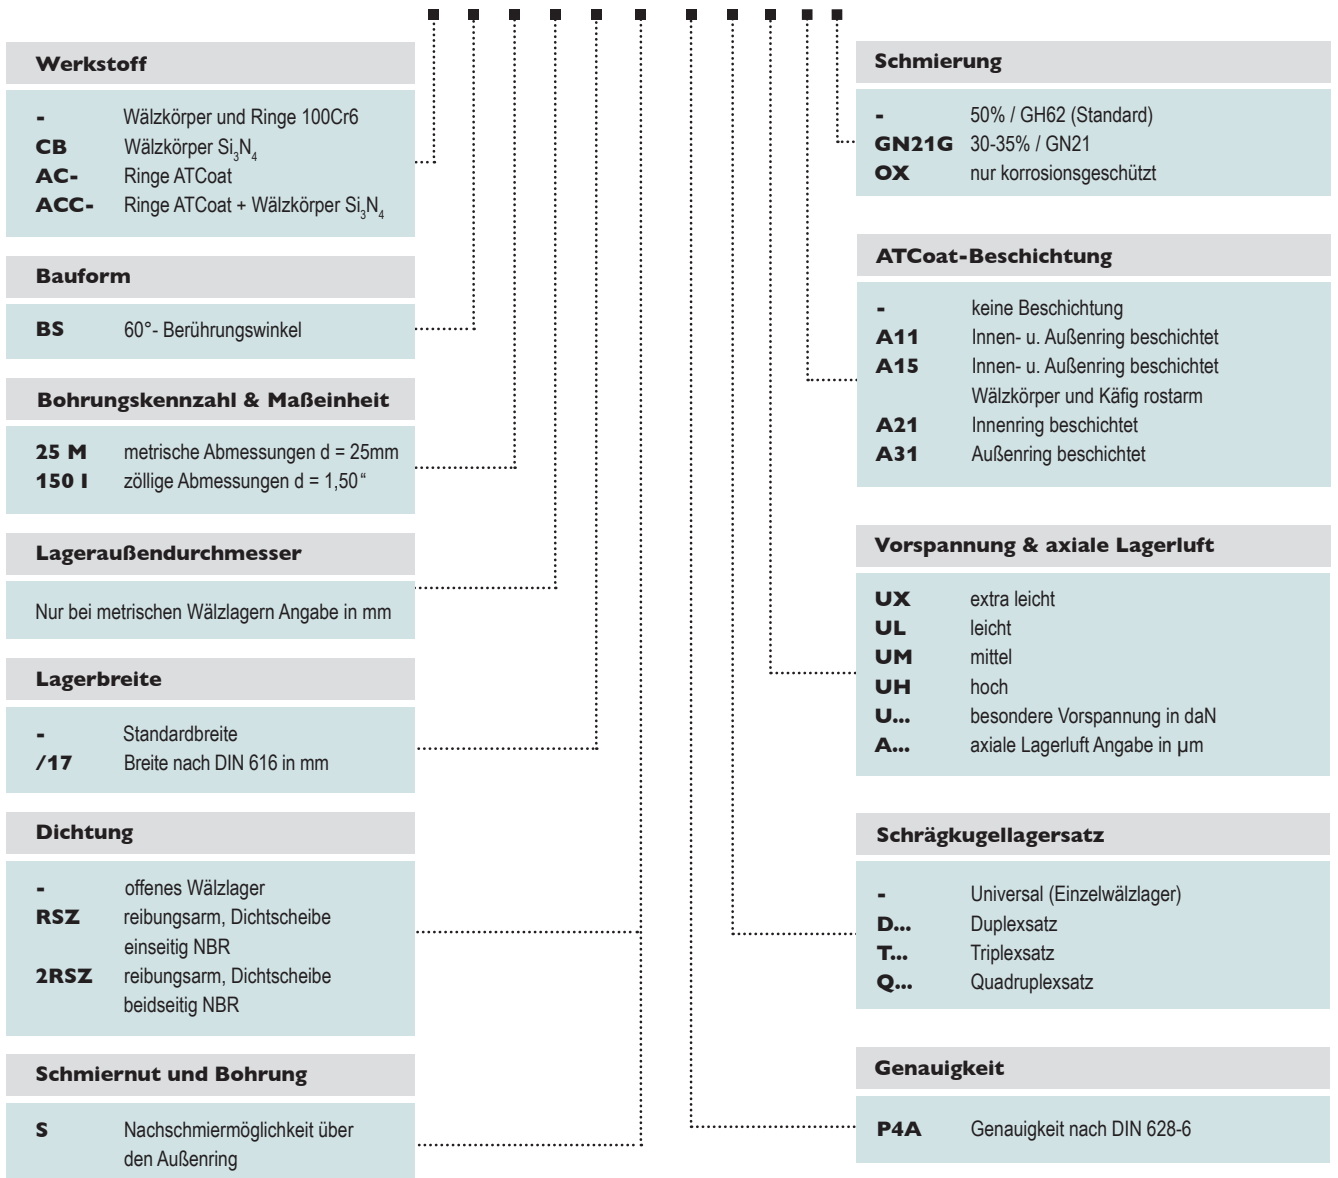 Werkstoff
- Wälzkörper und Ringe 100Cr6
CB Wälzkörper Si₃N₄
AC- Ringe ATCoat
ACC- Ringe ATCoat + Wälzkörper Si₃N₄
Bauform
BS 60°- Berührungswinkel
Bohrungskennzahl & Maßeinheit
25 M metrische Abmessungen d = 25mm
150 I zöllige Abmessungen d = 1,50“
Lageraußendurchmesser
Nur bei metrischen Wälzlagern Angabe in mm
Lagerbreite
- Standardbreite
/17 Breite nach DIN 616 in mm
Dichtung
- offenes Wälzlager
RSZ reibungsarm, Dichtscheibe
einseitig NBR
2RSZ reibungsarm, Dichtscheibe
beidseitig NBR
Schmiernut und Bohrung
S Nachschmiermöglichkeit über
den Außenring
Schmierung
- 50% / GH62 (Standard)
GN21G 30-35% / GN21
OX nur korrosionsgeschützt
ATCoat-Beschichtung
- keine Beschichtung
A11 Innen- u. Außenring beschichtet
A15 Innen- u. Außenring beschichtet
Wälzkörper und Käfig rostarm
A21 Innenring beschichtet
A31 Außenring beschichtet
Vorspannung & axiale Lagerluft
UX extra leicht
UL leicht
UM mittel
UH hoch
U... besondere Vorspannung in daN
A... axiale Lagerluft Angabe in µm
Schrägkugellagersatz
- Universal (Einzelwälzlager)
D... Duplexsatz
T... Triplexsatz
Q... Quadruplexsatz
Genauigkeit
P4A Genauigkeit nach DIN 628-6